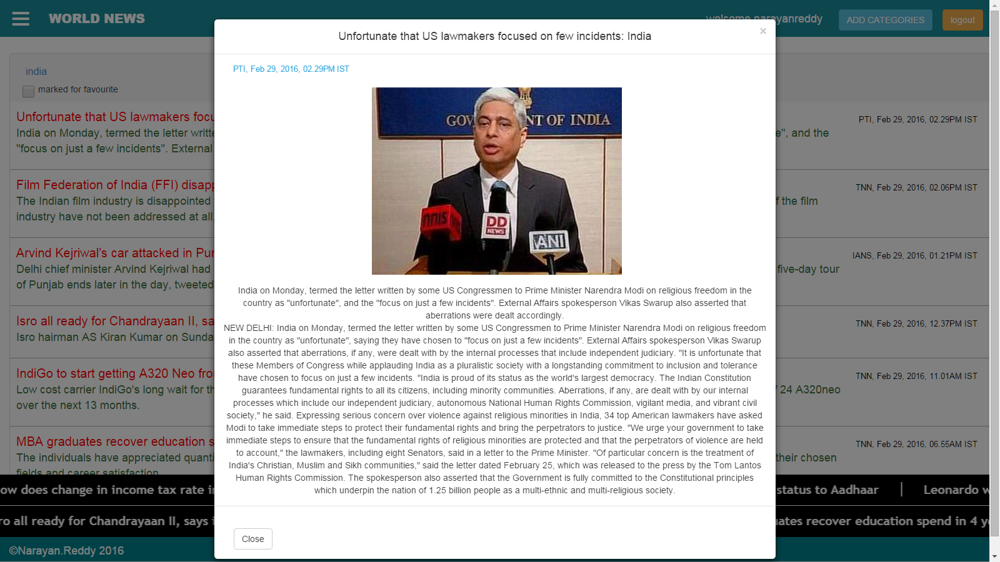 WORLD NEWS
welcome narayanreddy
ADD CATEGORIES
logout
Unfortunate that US lawmakers focused on few incidents: India
×
PTI, Feb 29, 2016, 02.29PM IST
GOV NT OF INDIA
NNIS
DD
NEWS
ANI
India on Monday, termed the letter written by some US Congressmen to Prime Minister Narendra Modi on religious freedom in the
country as "unfortunate", and the "focus on just a few incidents". External Affairs spokesperson Vikas Swarup also asserted that
aberrations were dealt accordingly.
NEW DELHI: India on Monday, termed the letter written by some US Congressmen to Prime Minister Narendra Modi on religious freedom
in the country as "unfortunate", saying they have chosen to "focus on just a few incidents". External Affairs spokesperson Vikas Swarup
also asserted that aberrations, if any, were dealt with by the internal processes that include independent judiciary. "It is unfortunate that
these Members of Congress while applauding India as a pluralistic society with a longstanding commitment to inclusion and tolerance
have chosen to focus on just a few incidents. "India is proud of its status as the world's largest democracy. The Indian Constitution
guarantees fundamental rights to all its citizens, including minority communities. Aberrations, if any, are dealt with by our internal
processes which include our independent judiciary, autonomous National Human Rights Commission, vigilant media, and vibrant civil
society," he said. Expressing serious concern over violence against religious minorities in India, 34 top American lawmakers have asked
Modi to take immediate steps to protect their fundamental rights and bring the perpetrators to justice. "We urge your government to take
immediate steps to ensure that the fundamental rights of religious minorities are protected and that the perpetrators of violence are held
to account," the lawmakers, including eight Senators, said in a letter to the Prime Minister. "Of particular concern is the treatment of
India's Christian, Muslim and Sikh communities," said the letter dated February 25, which was released to the press by the Tom Lantos
Human Rights Commission. The spokesperson also asserted that the Government is fully committed to the Constitutional principles
which underpin the nation of 1.25 billion people as a multi-ethnic and multi-religious society.
Close
india
marked for favourite
Unfortunate that US lawmakers focu
PTI, Feb 29, 2016, 02.29PM IST
India on Monday, termed the letter writte e", and the
"focus on just a few incidents". External
Film Federation of India (FFI) disapp
TNN, Feb 29, 2016, 02.06PM IST
The Indian film industry is disappointed f the film
industry have not been addressed at all,
Arvind Kejriwal's car attacked in Pun
IANS, Feb 29, 2016, 01.21PM IST
Delhi chief minister Arvind Kejriwal had five-day tour
of Punjab ends later in the day, tweeted
Isro all ready for Chandrayaan II, sa
TNN, Feb 29, 2016, 12.37PM IST
Isro hairman AS Kiran Kumar on Sunda
IndiGo to start getting A320 Neo fro
TNN, Feb 29, 2016, 11.01AM IST
Low cost carrier IndiGo's long wait for th f 24 A320neo
over the next 13 months.
MBA graduates recover education s
TNN, Feb 29, 2016, 06.55AM IST
The individuals have appreciated quanti their chosen
fields and career satisfaction
ow does change in income tax rate i status to Aadhaar | Leonardo w
ro all ready for Chandrayaan II, says i uates recover education spend in 4 ye
©Narayan.Reddy 2016